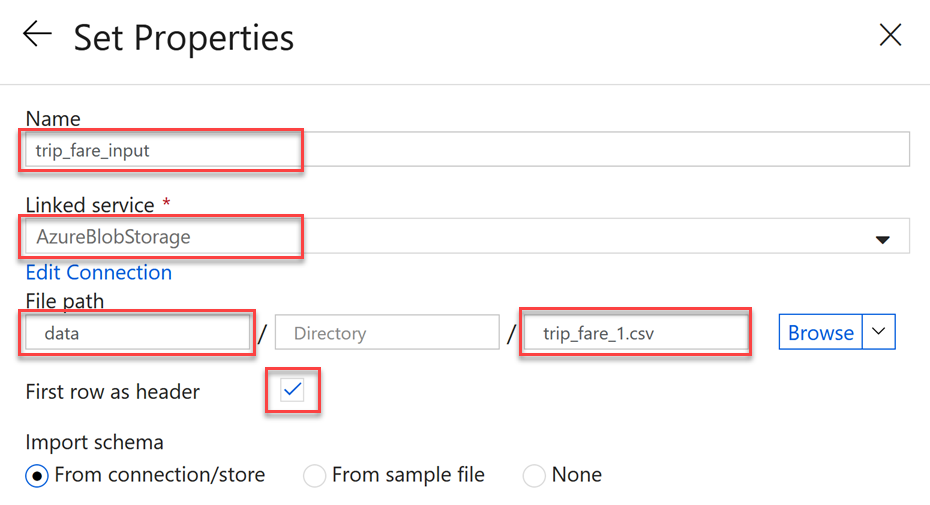 Set Properties
Name
trip_fare_input
Linked service *
AzureBlobStorage
Edit Connection
File path
data / Directory / trip_fare_1.csv Browse
First row as header
Import schema
From connection/store From sample file None